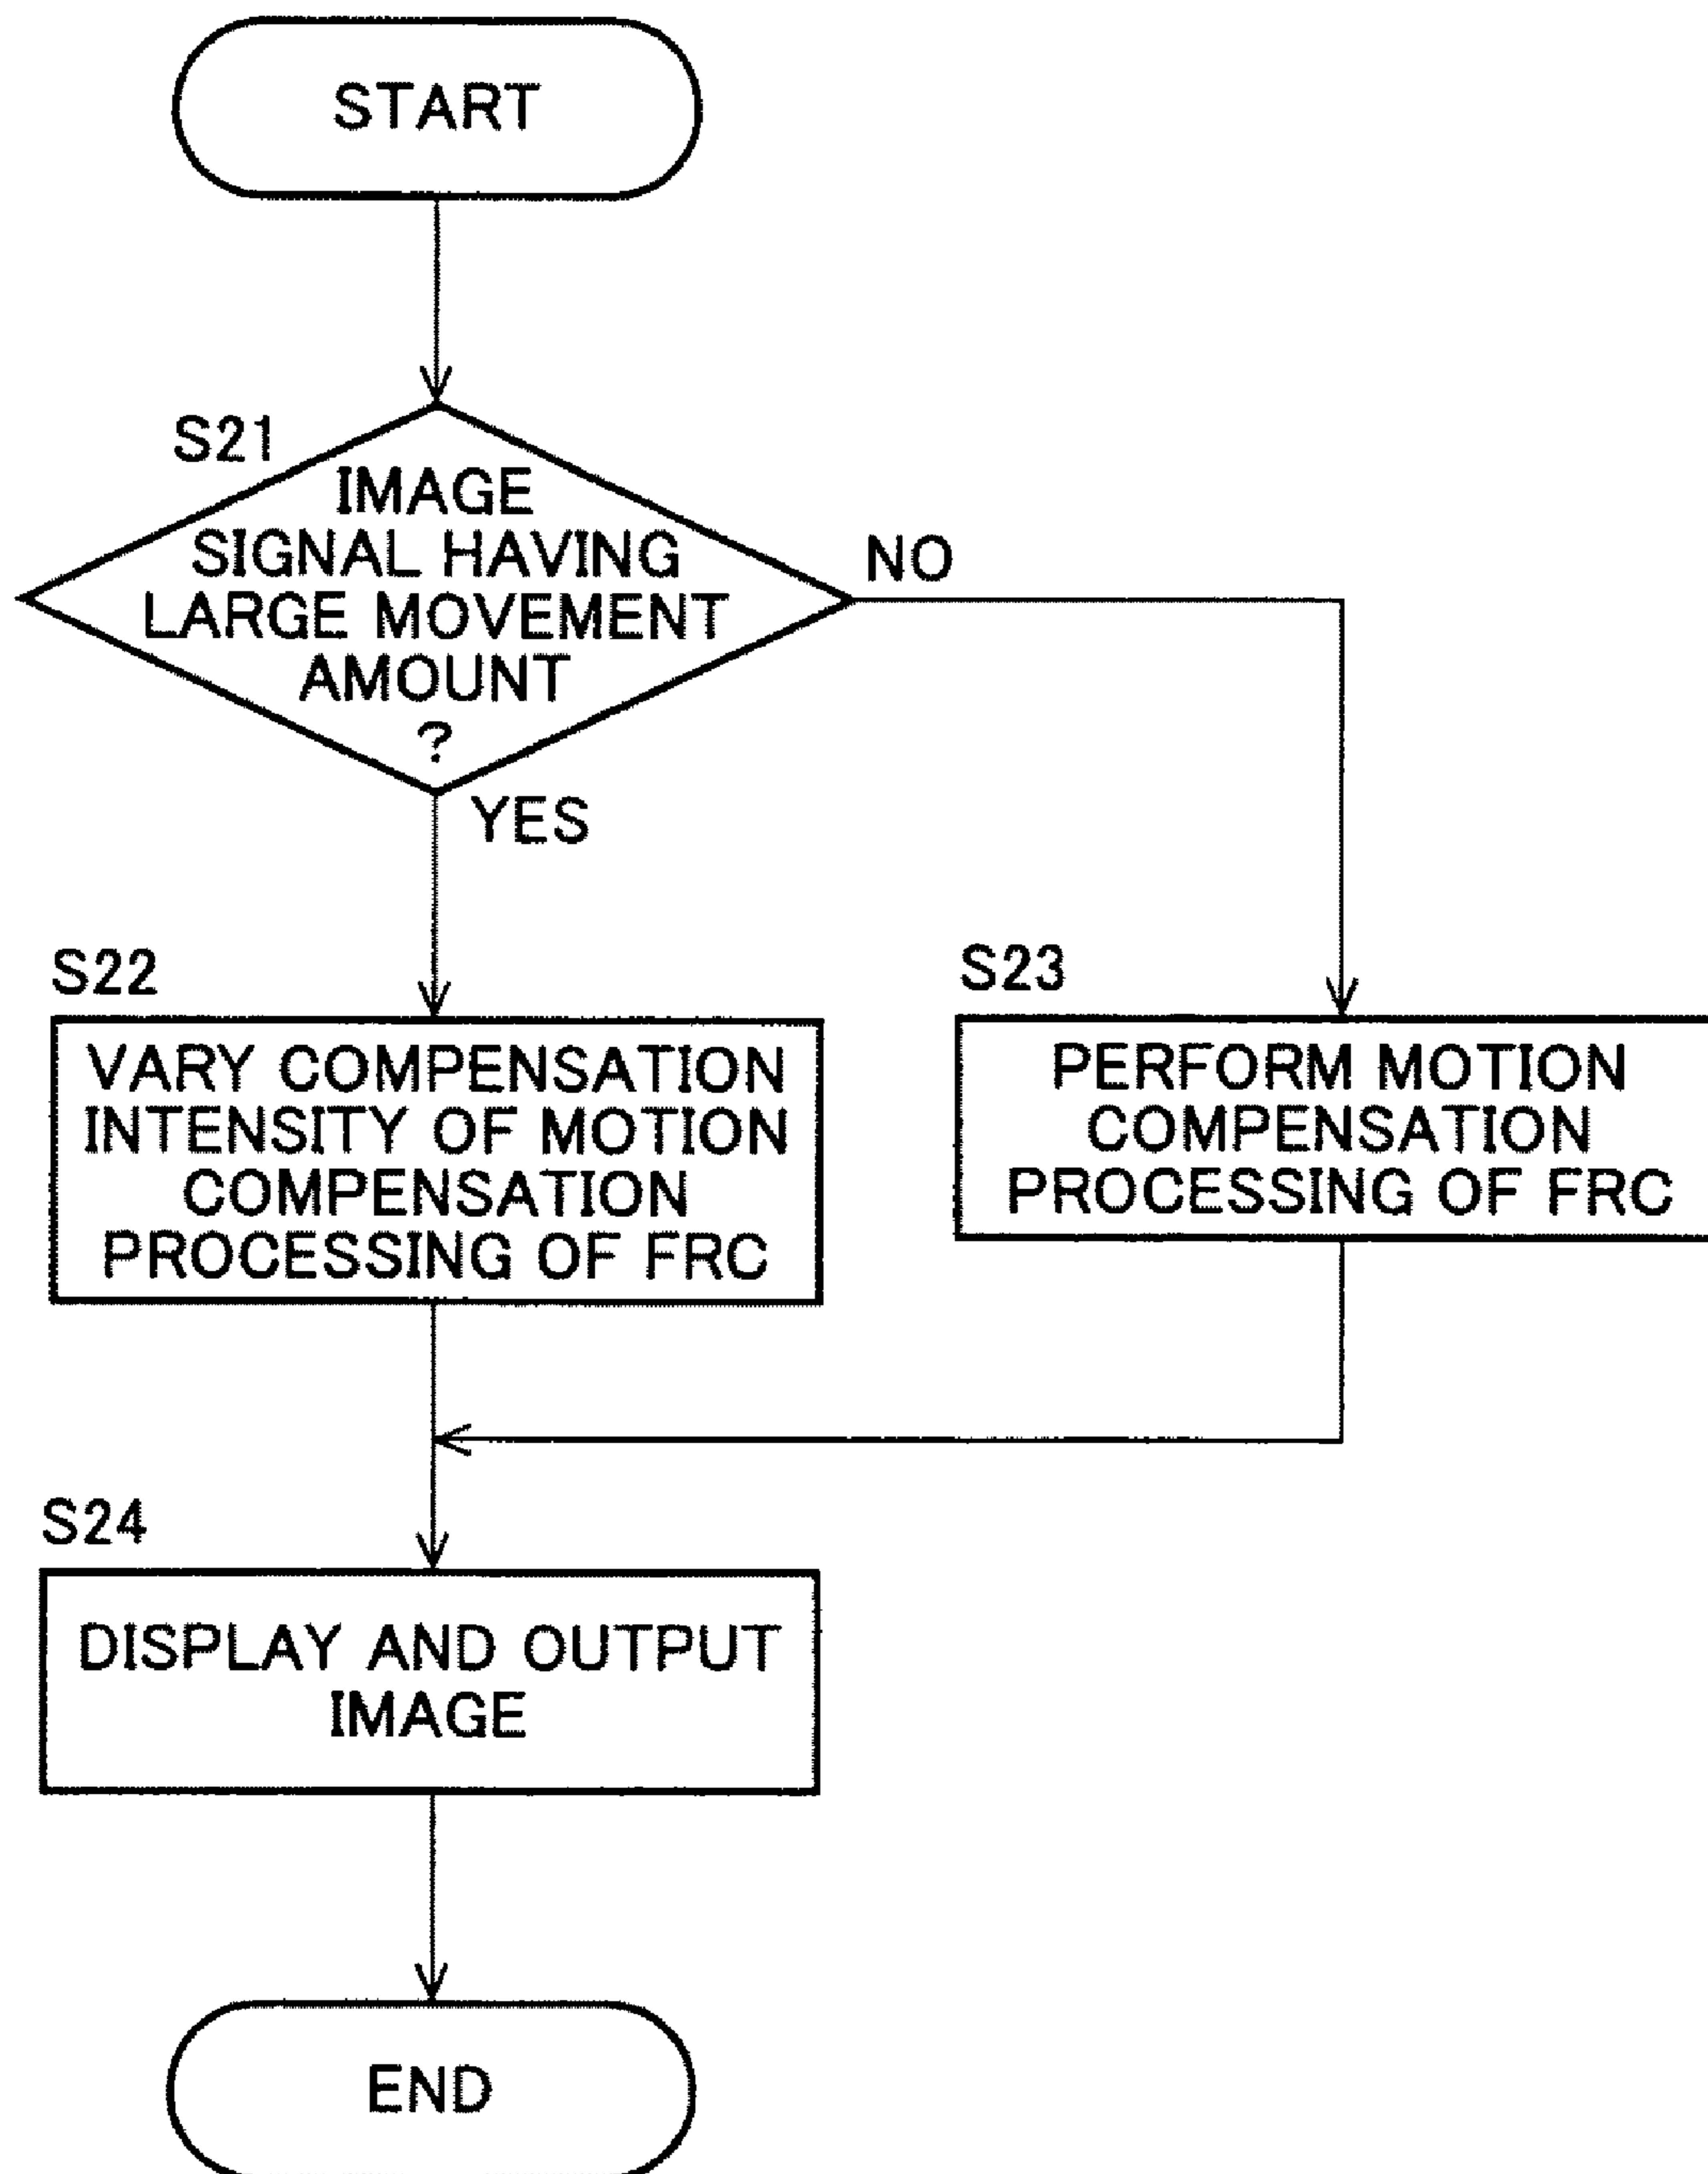 START
S21
IMAGE
SIGNAL HAVING
LARGE MOVEMENT
AMOUNT
?
NO
YES
S22
VARY COMPENSATION
INTENSITY OF MOTION
COMPENSATION
PROCESSING OF FRC
S23
PERFORM MOTION
COMPENSATION
PROCESSING OF FRC
S24
DISPLAY AND OUTPUT
IMAGE
END